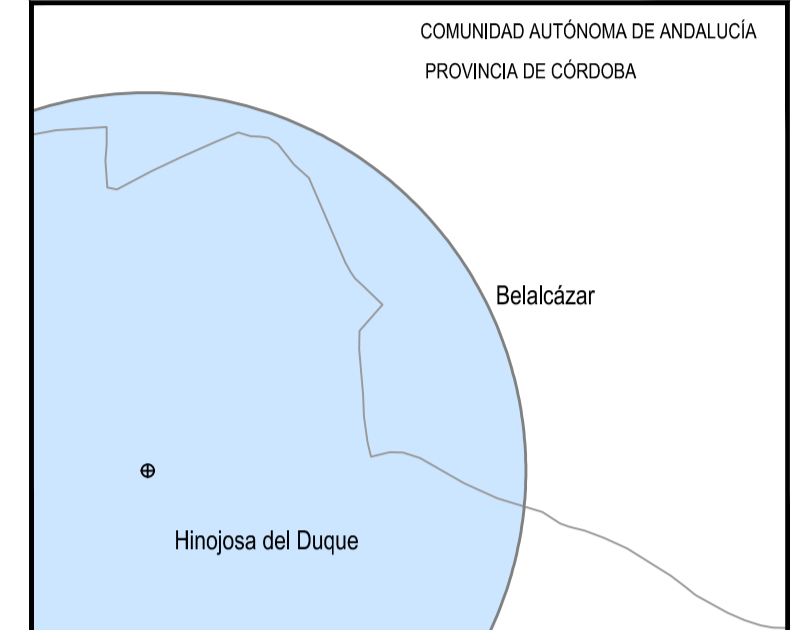 COMUNIDAD AUTÓNOMA DE ANDALUCÍA
PROVINCIA DE CÓRDOBA
Belalcázar
Hinojosa del Duque